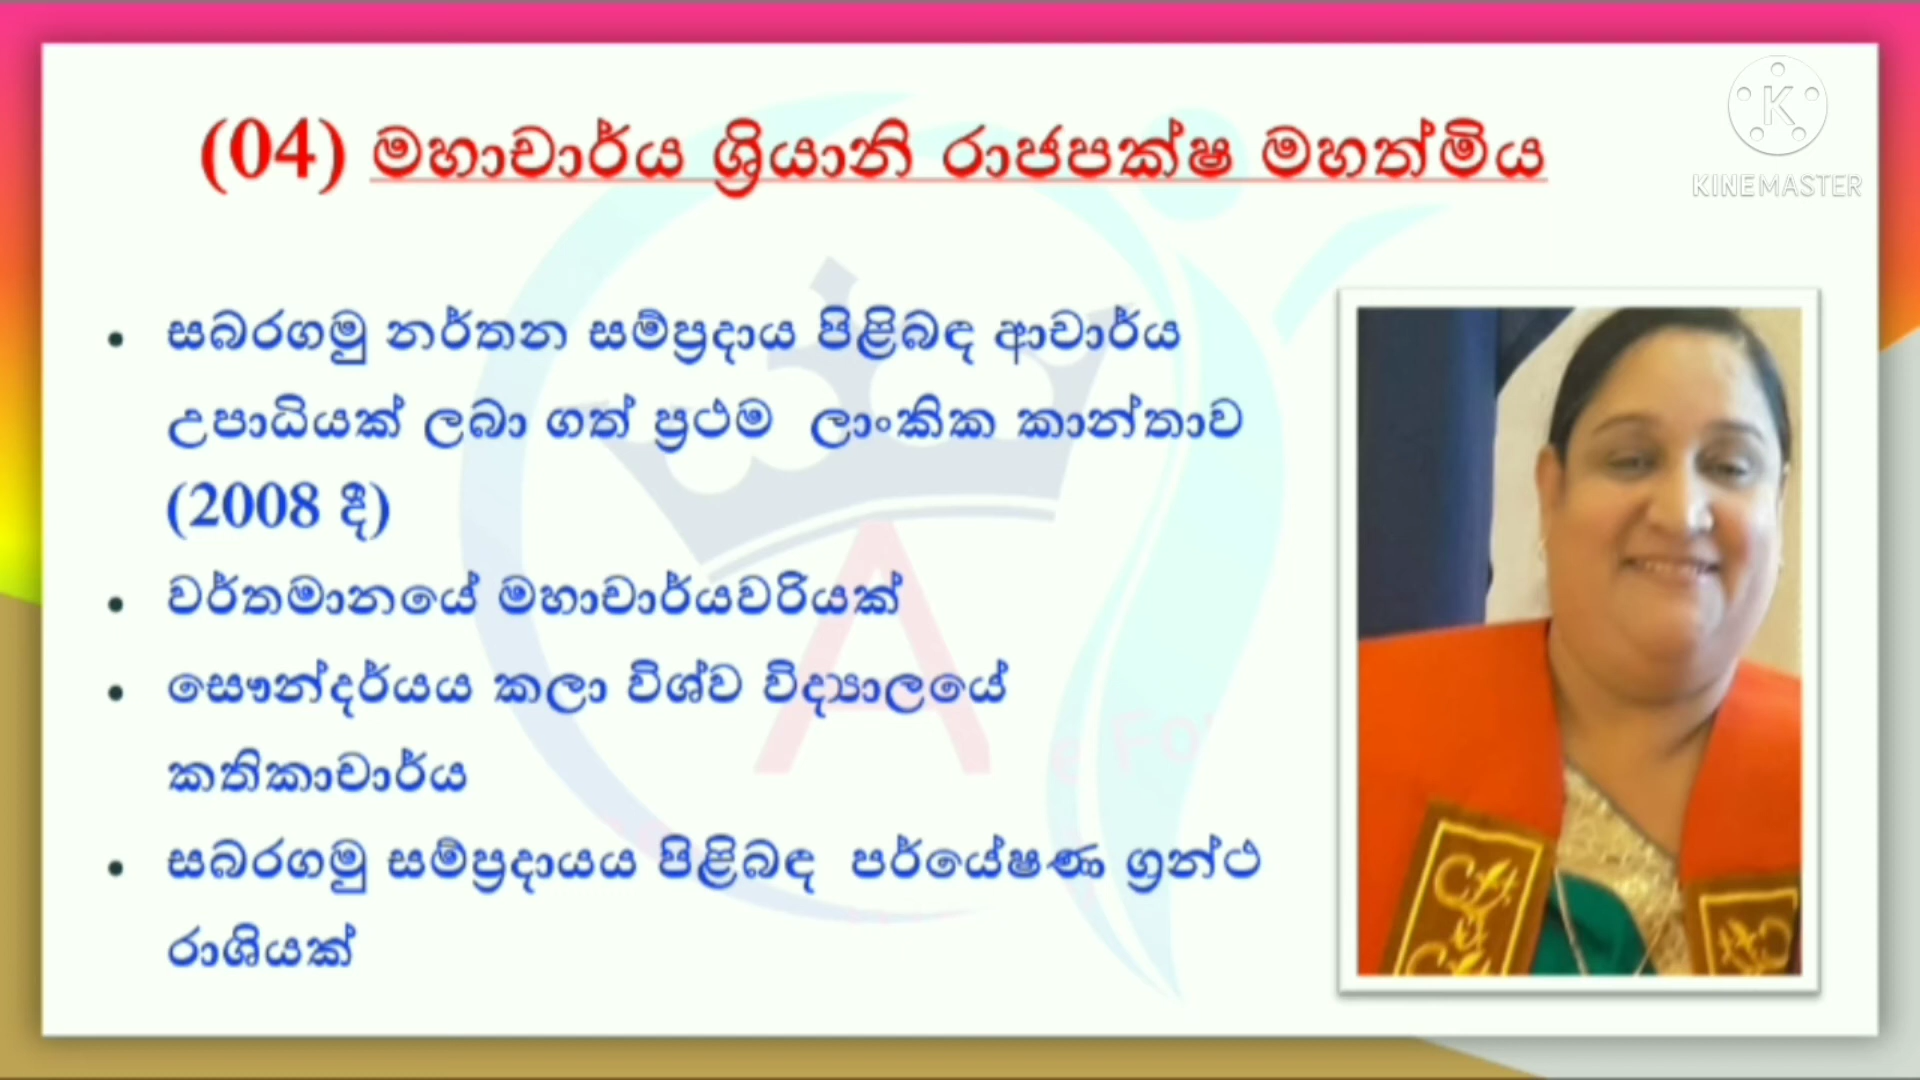 (04) මහාචාර්ය ශ්‍රියානි රාජපක්ෂ මහත්මිය
KINEMASTER
• සබරගමු නර්තන සම්ප්‍රදාය පිළිබඳ ආචාර්ය
උපාධියක් ලබා ගත් ප්‍රථම ලාංකික කාන්තාව
(2008 දී)
• වර්තමානයේ මහාචාර්යවරියක්
• සෞන්දර්යය කලා විශ්ව විද්‍යාලයේ
කතිකාචාර්ය
• සබරගමු සම්ප්‍රදායය පිළිබඳ පර්යේෂණ ග්‍රන්ථ
රාශියක්